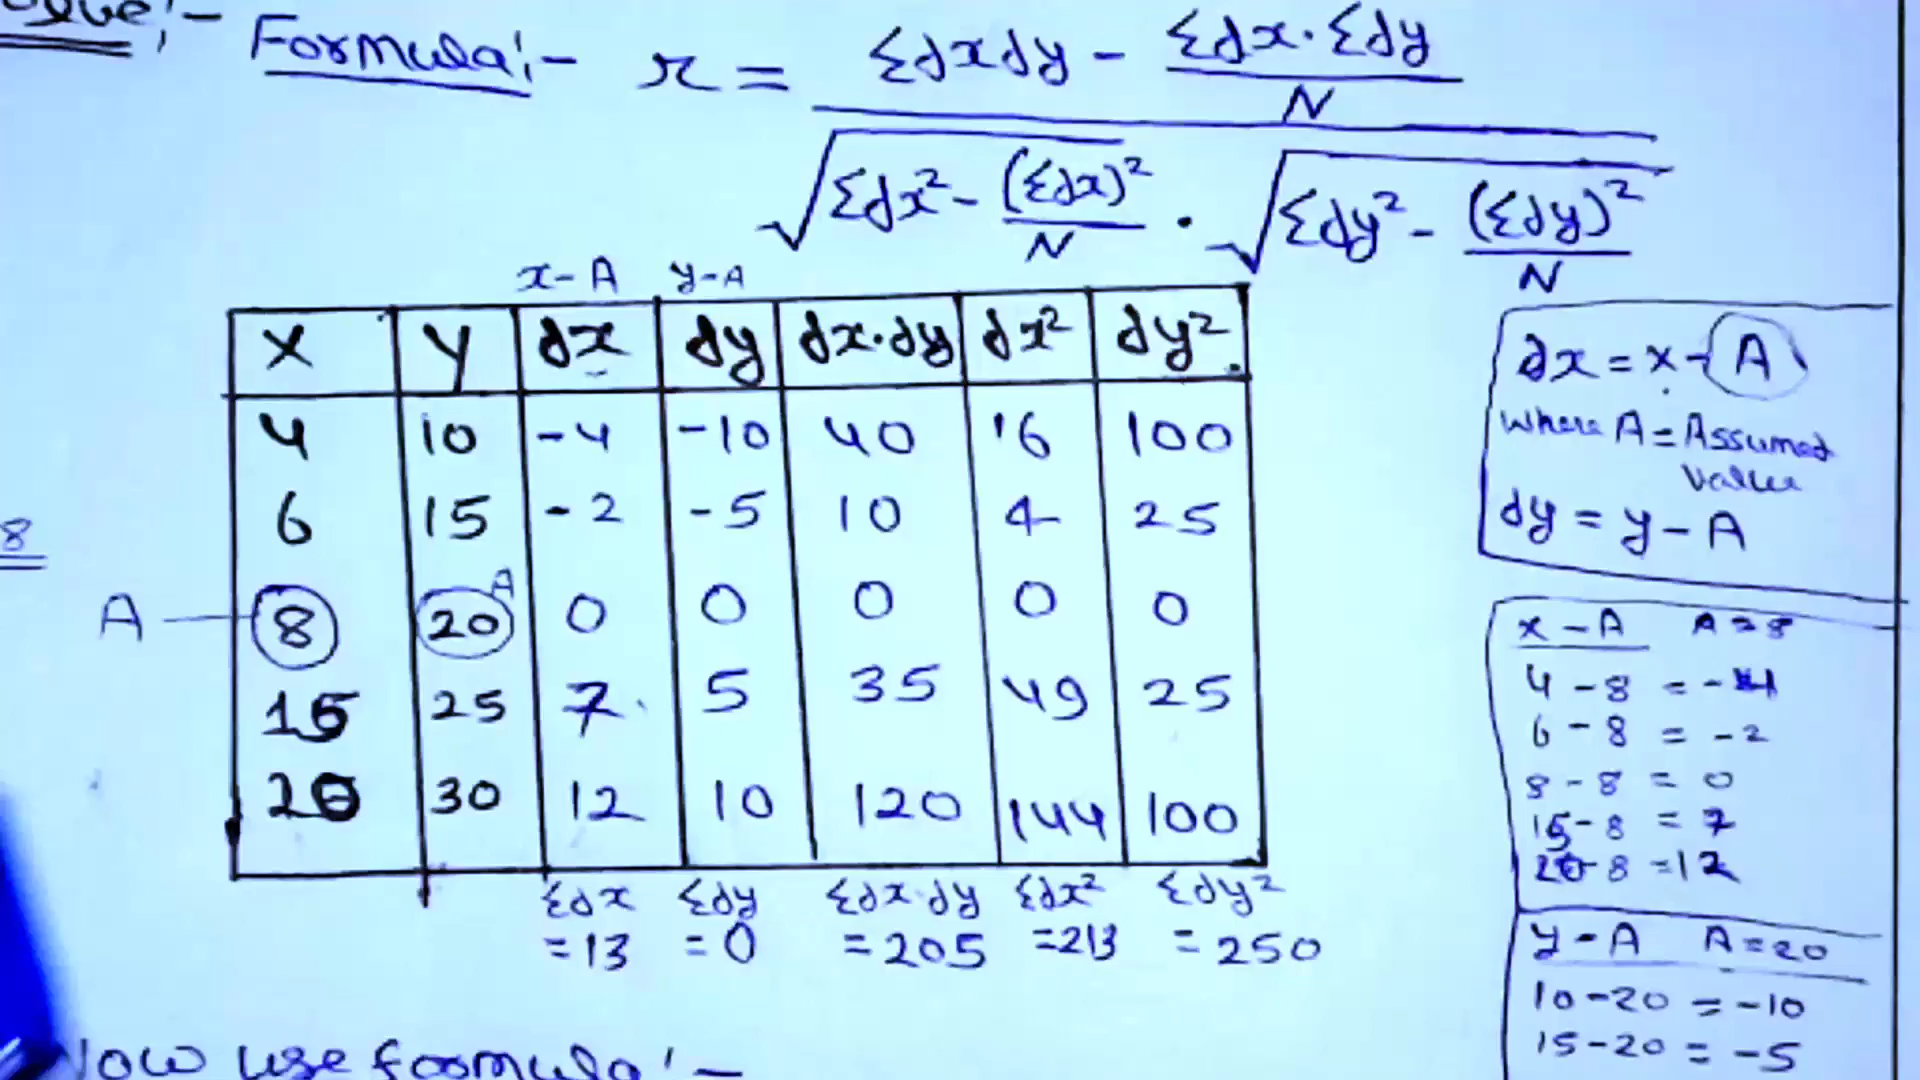 Formula:- r = Σdxdy - Σdx·Σdy / N
√Σdx² - (Σdx)² / N · √Σdy² - (Σdy)² / N
x-A y-A
x y dx dy dx·dy dx² dy²
4 10 -4 -10 40 16 100
6 15 -2 -5 10 4 25
A 8 20 A 0 0 0 0 0
15 25 7 5 35 49 25
20 30 12 10 120 144 100
Σdx Σdy Σdx·dy Σdx² Σdy²
=13 =0 =205 =213 =250
8
dx = x - A
where A = Assumed
value
dy = y - A
x - A A = 8
4 - 8 = -4
6 - 8 = -2
8 - 8 = 0
15 - 8 = 7
20 - 8 = 12
y - A A = 20
10 - 20 = -10
15 - 20 = -5
Now use formula:-